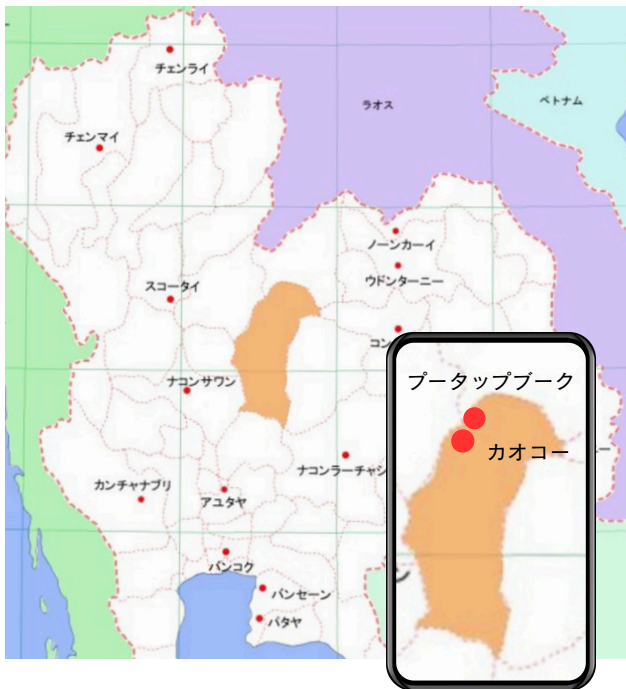 チェンライ
ラオス
ベトナム
チェンマイ
ノーンカーイ
ウドンターニー
スコータイ
コン
プータップブーク
ナコンサワン
カオコー
ナコンラーチャシ
カンチャナブリ
アユタヤ
バンコク
バンセーン
パタヤ